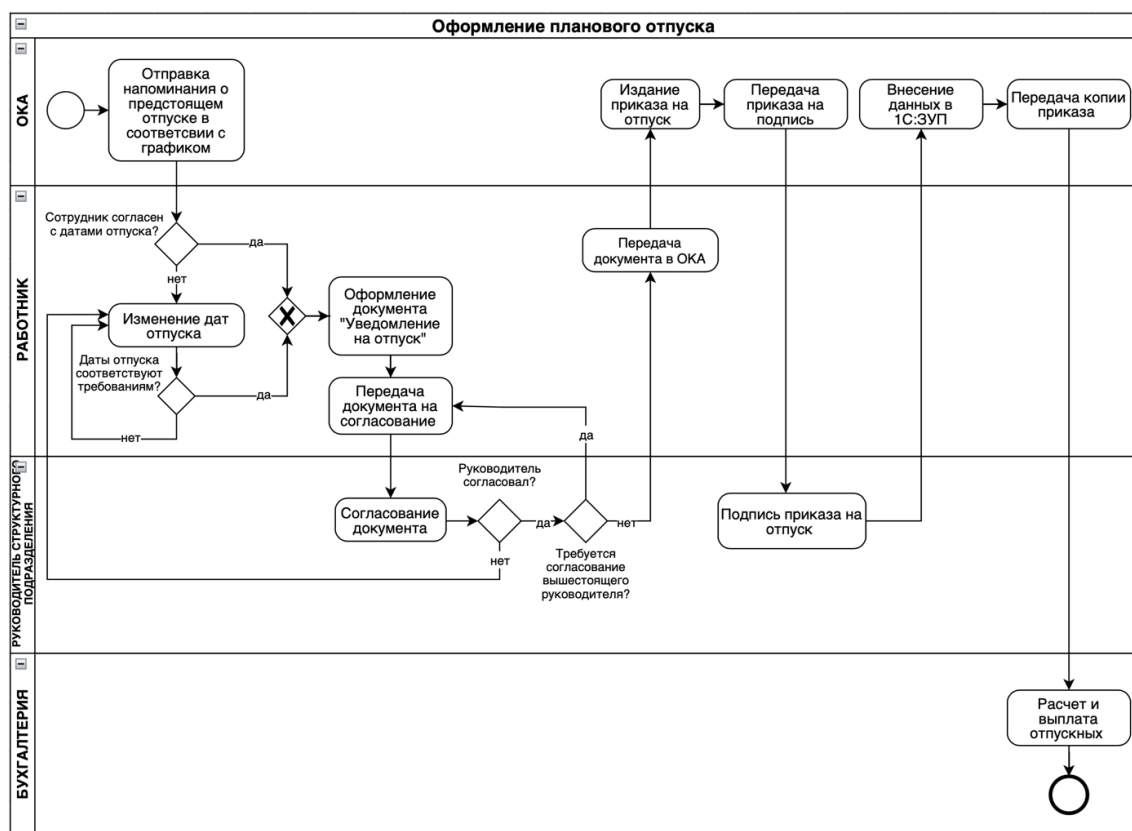 Оформление планового отпуска
ОКА
Отправка
напоминания о
предстоящем
отпуске в
соответсвии с
графиком
Издание
приказа на
отпуск
Передача
приказа на
подпись
Внесение
данных в
1С:ЗУП
Передача копии
приказа
РАБОТНИК
Сотрудник согласен
с датами отпуска?
да
нет
Изменение дат
отпуска
Даты отпуска
соответствуют
требованиям?
да
нет
Оформление
документа
"Уведомление
на отпуск"
Передача
документа на
согласование
Передача
документа в ОКА
да
РУКОВОДИТЕЛЬ СТРУКТУРНОГО
ПОДРАЗДЕЛЕНИЯ
Согласование
документа
Руководитель
согласовал?
да
нет
нет
Требуется
согласование
вышестоящего
руководителя?
Подпись приказа на
отпуск
БУХГАЛТЕРИЯ
Расчет и
выплата
отпускных